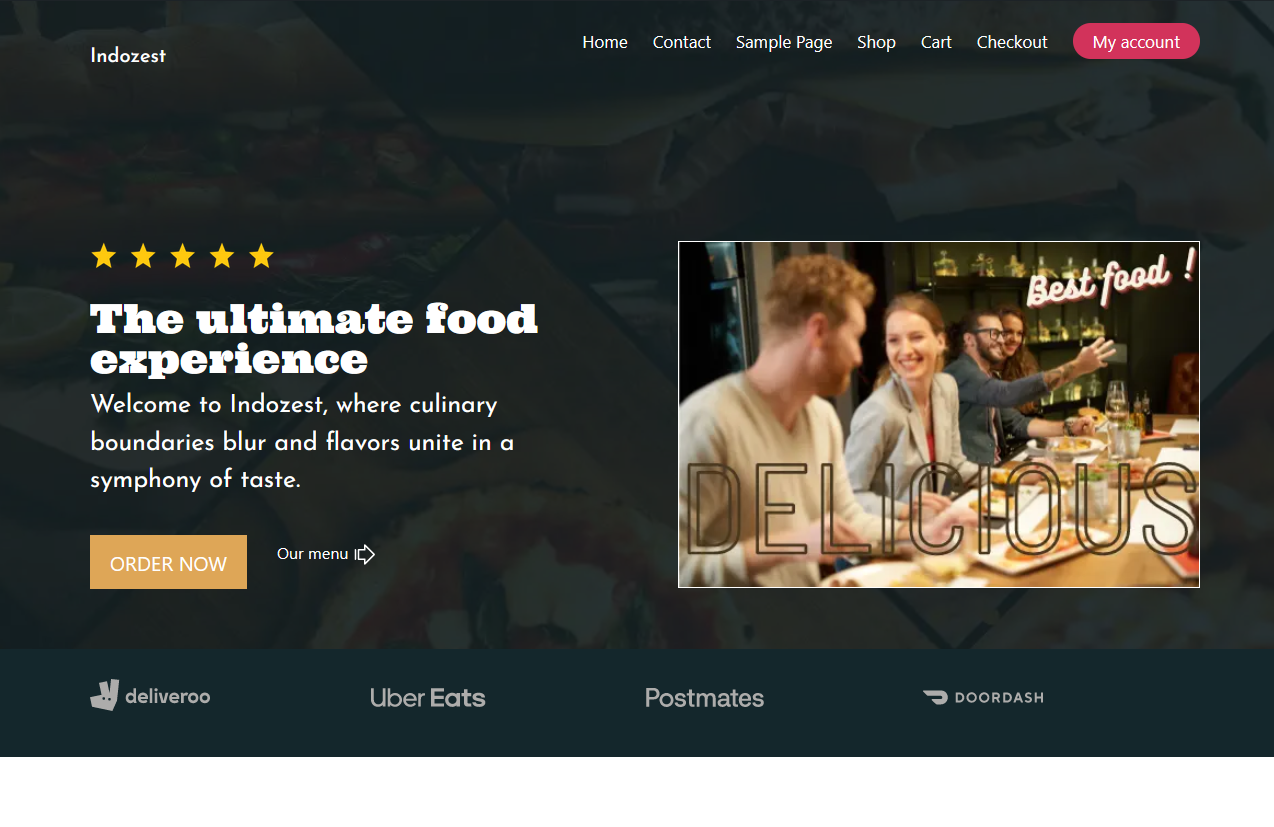 Indozest
Home Contact Sample Page Shop Cart Checkout My account
The ultimate food
experience
Welcome to Indozest, where culinary
boundaries blur and flavors unite in a
symphony of taste.
ORDER NOW
Our menu
Best food !
DELICIOUS
deliveroo
Uber Eats
Postmates
DOORDASH